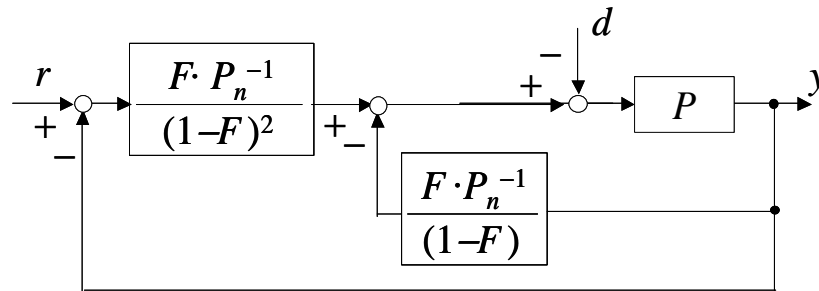 d
−
r
F· Pₙ⁻¹
(1−F)²
+
P
y
+
+
−
−
F·Pₙ⁻¹
(1−F)